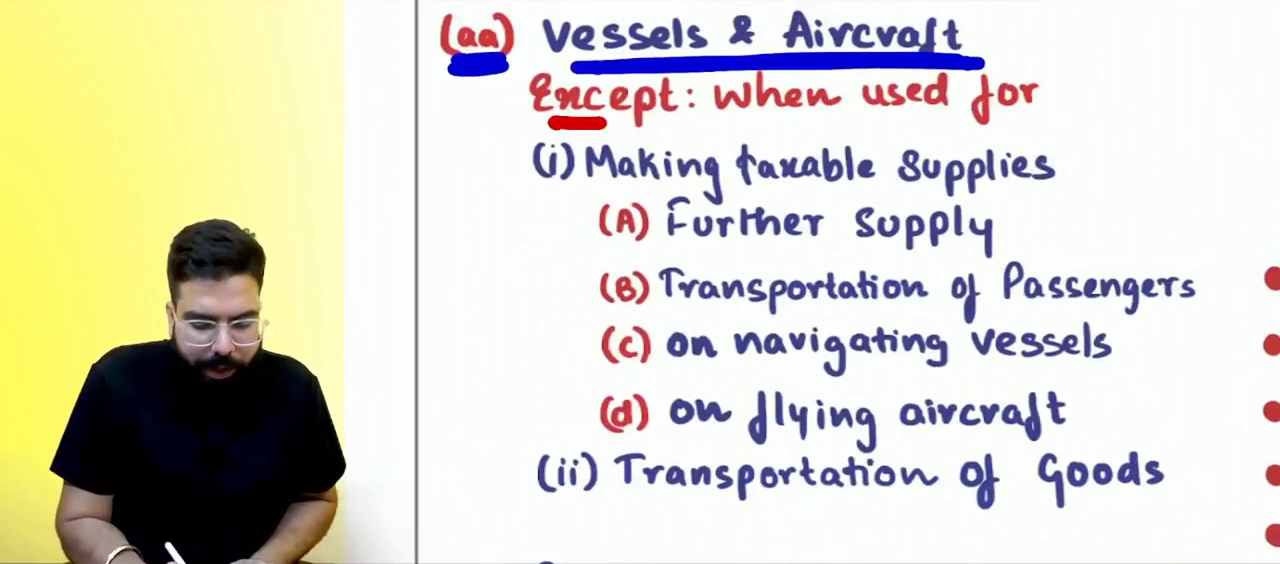 (aa) Vessels & Aircraft
Except: when used for
(i) Making taxable supplies
(A) Further supply
(B) Transportation of Passengers
(c) on navigating vessels
(d) on flying aircraft
(ii) Transportation of Goods